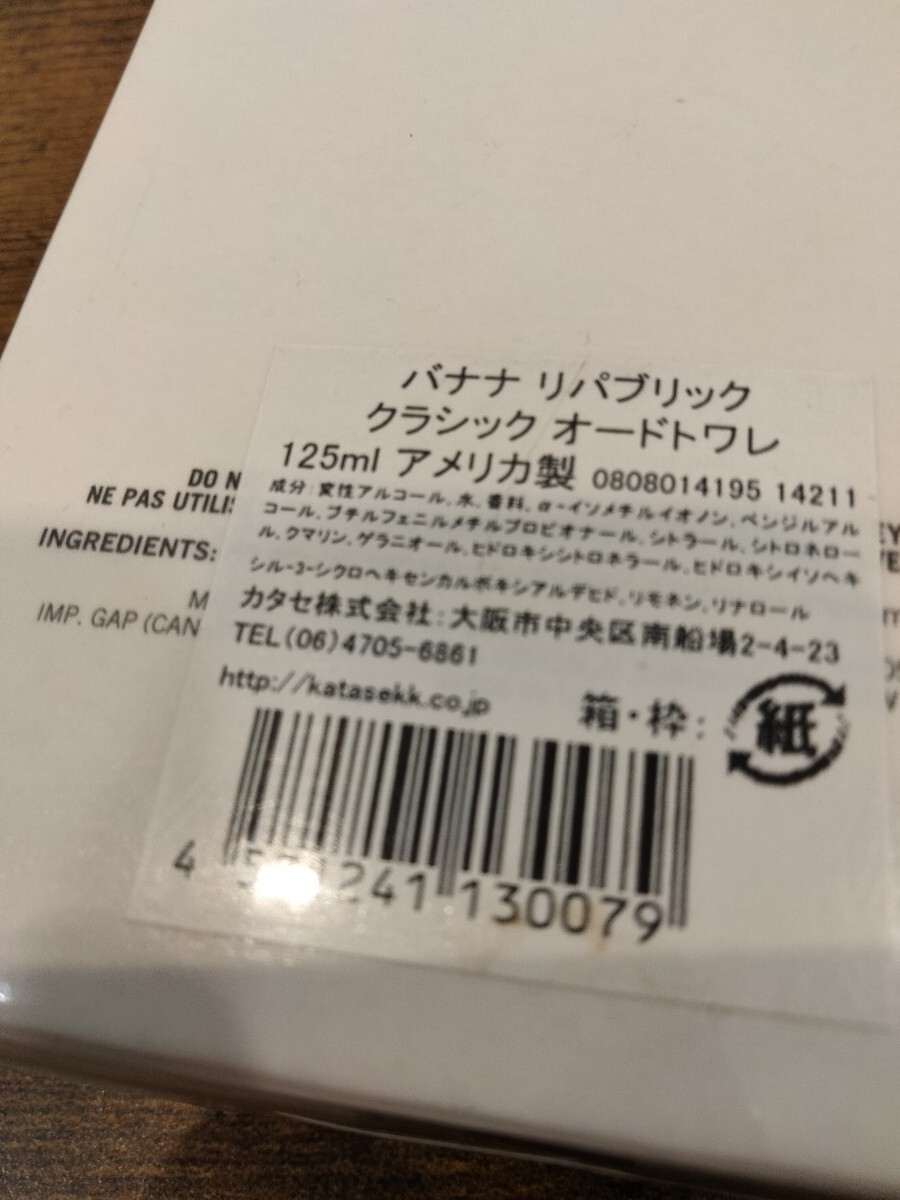 バナナ リパブリック
クラシック オードトワレ
125ml アメリカ製 0808014195 14211
成分:変性アルコール、水、香料、α-イソメチルイオノン、ベンジルアル
コール、ブチルフェニルメチルプロピオナール、シトラール、シトロネロー
ル、クマリン、ゲラニオール、ヒドロキシシトロネラール、ヒドロキシイソヘキ
シル-3-シクロヘキセンカルボキシアルデヒド、リモネン、リナロール
カタセ株式会社:大阪市中央区南船場2-4-23
TEL(06)4705-6861
http://katasekk.co.jp
箱・枠: 紙
4 241 130079
DO N
NE PAS UTILIS
INGREDIENTS:
M
IMP. GAP (CAN
EY